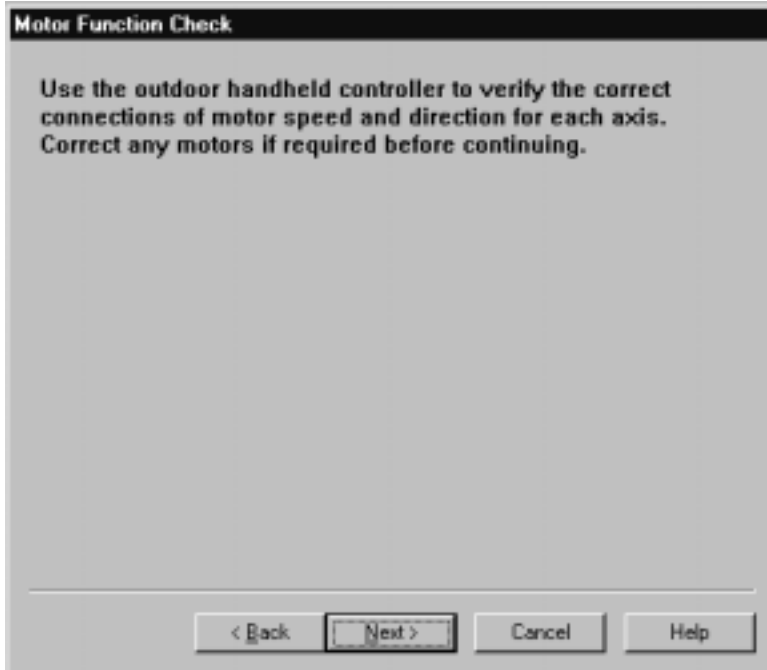 Motor Function Check
Use the outdoor handheld controller to verify the correct
connections of motor speed and direction for each axis.
Correct any motors if required before continuing.
< Back
Next >
Cancel
Help